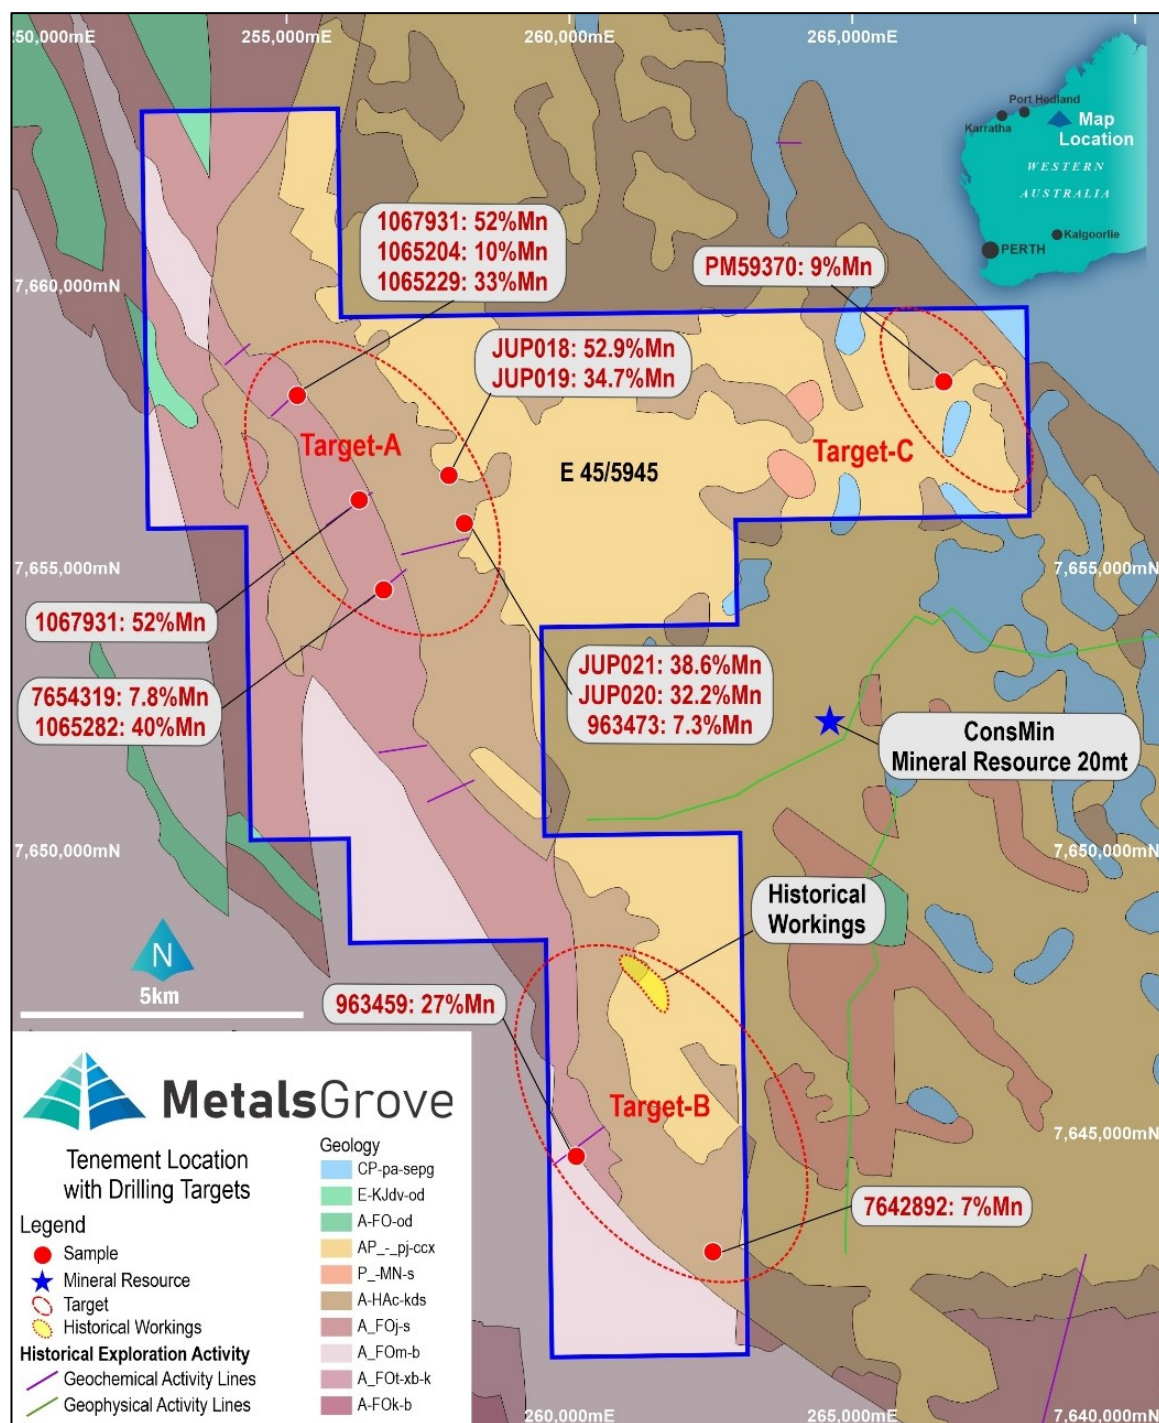 50,000mE
255,000mE
260,000mE
265,000mE
Port Hedland
Karratha
Map
Location
WESTERN
AUSTRALIA
Kalgoorlie
PERTH
1067931: 52%Mn
1065204: 10%Mn
1065229: 33%Mn
PM59370: 9%Mn
7,660,000mN
JUP018: 52.9%Mn
JUP019: 34.7%Mn
Target-A
Target-C
E 45/5945
7,655,000mN
7,655,000mN
1067931: 52%Mn
7654319: 7.8%Mn
1065282: 40%Mn
JUP021: 38.6%Mn
JUP020: 32.2%Mn
963473: 7.3%Mn
ConsMin
Mineral Resource 20mt
7,650,000mN
7,650,000mN
Historical
Workings
N
5km
963459: 27%Mn
Target-B
7,645,000mN
7642892: 7%Mn
MetalsGrove
Tenement Location
with Drilling Targets
Legend
Sample
Mineral Resource
Target
Historical Workings
Historical Exploration Activity
Geochemical Activity Lines
Geophysical Activity Lines
Geology
CP-pa-sepg
E-KJdv-od
A-FO-od
AP_-_pj-ccx
P_-MN-s
A-HAc-kds
A_FOj-s
A_FOm-b
A_FOt-xb-k
A-FOk-b
260,000mE
265,000mE
7,640,000mN